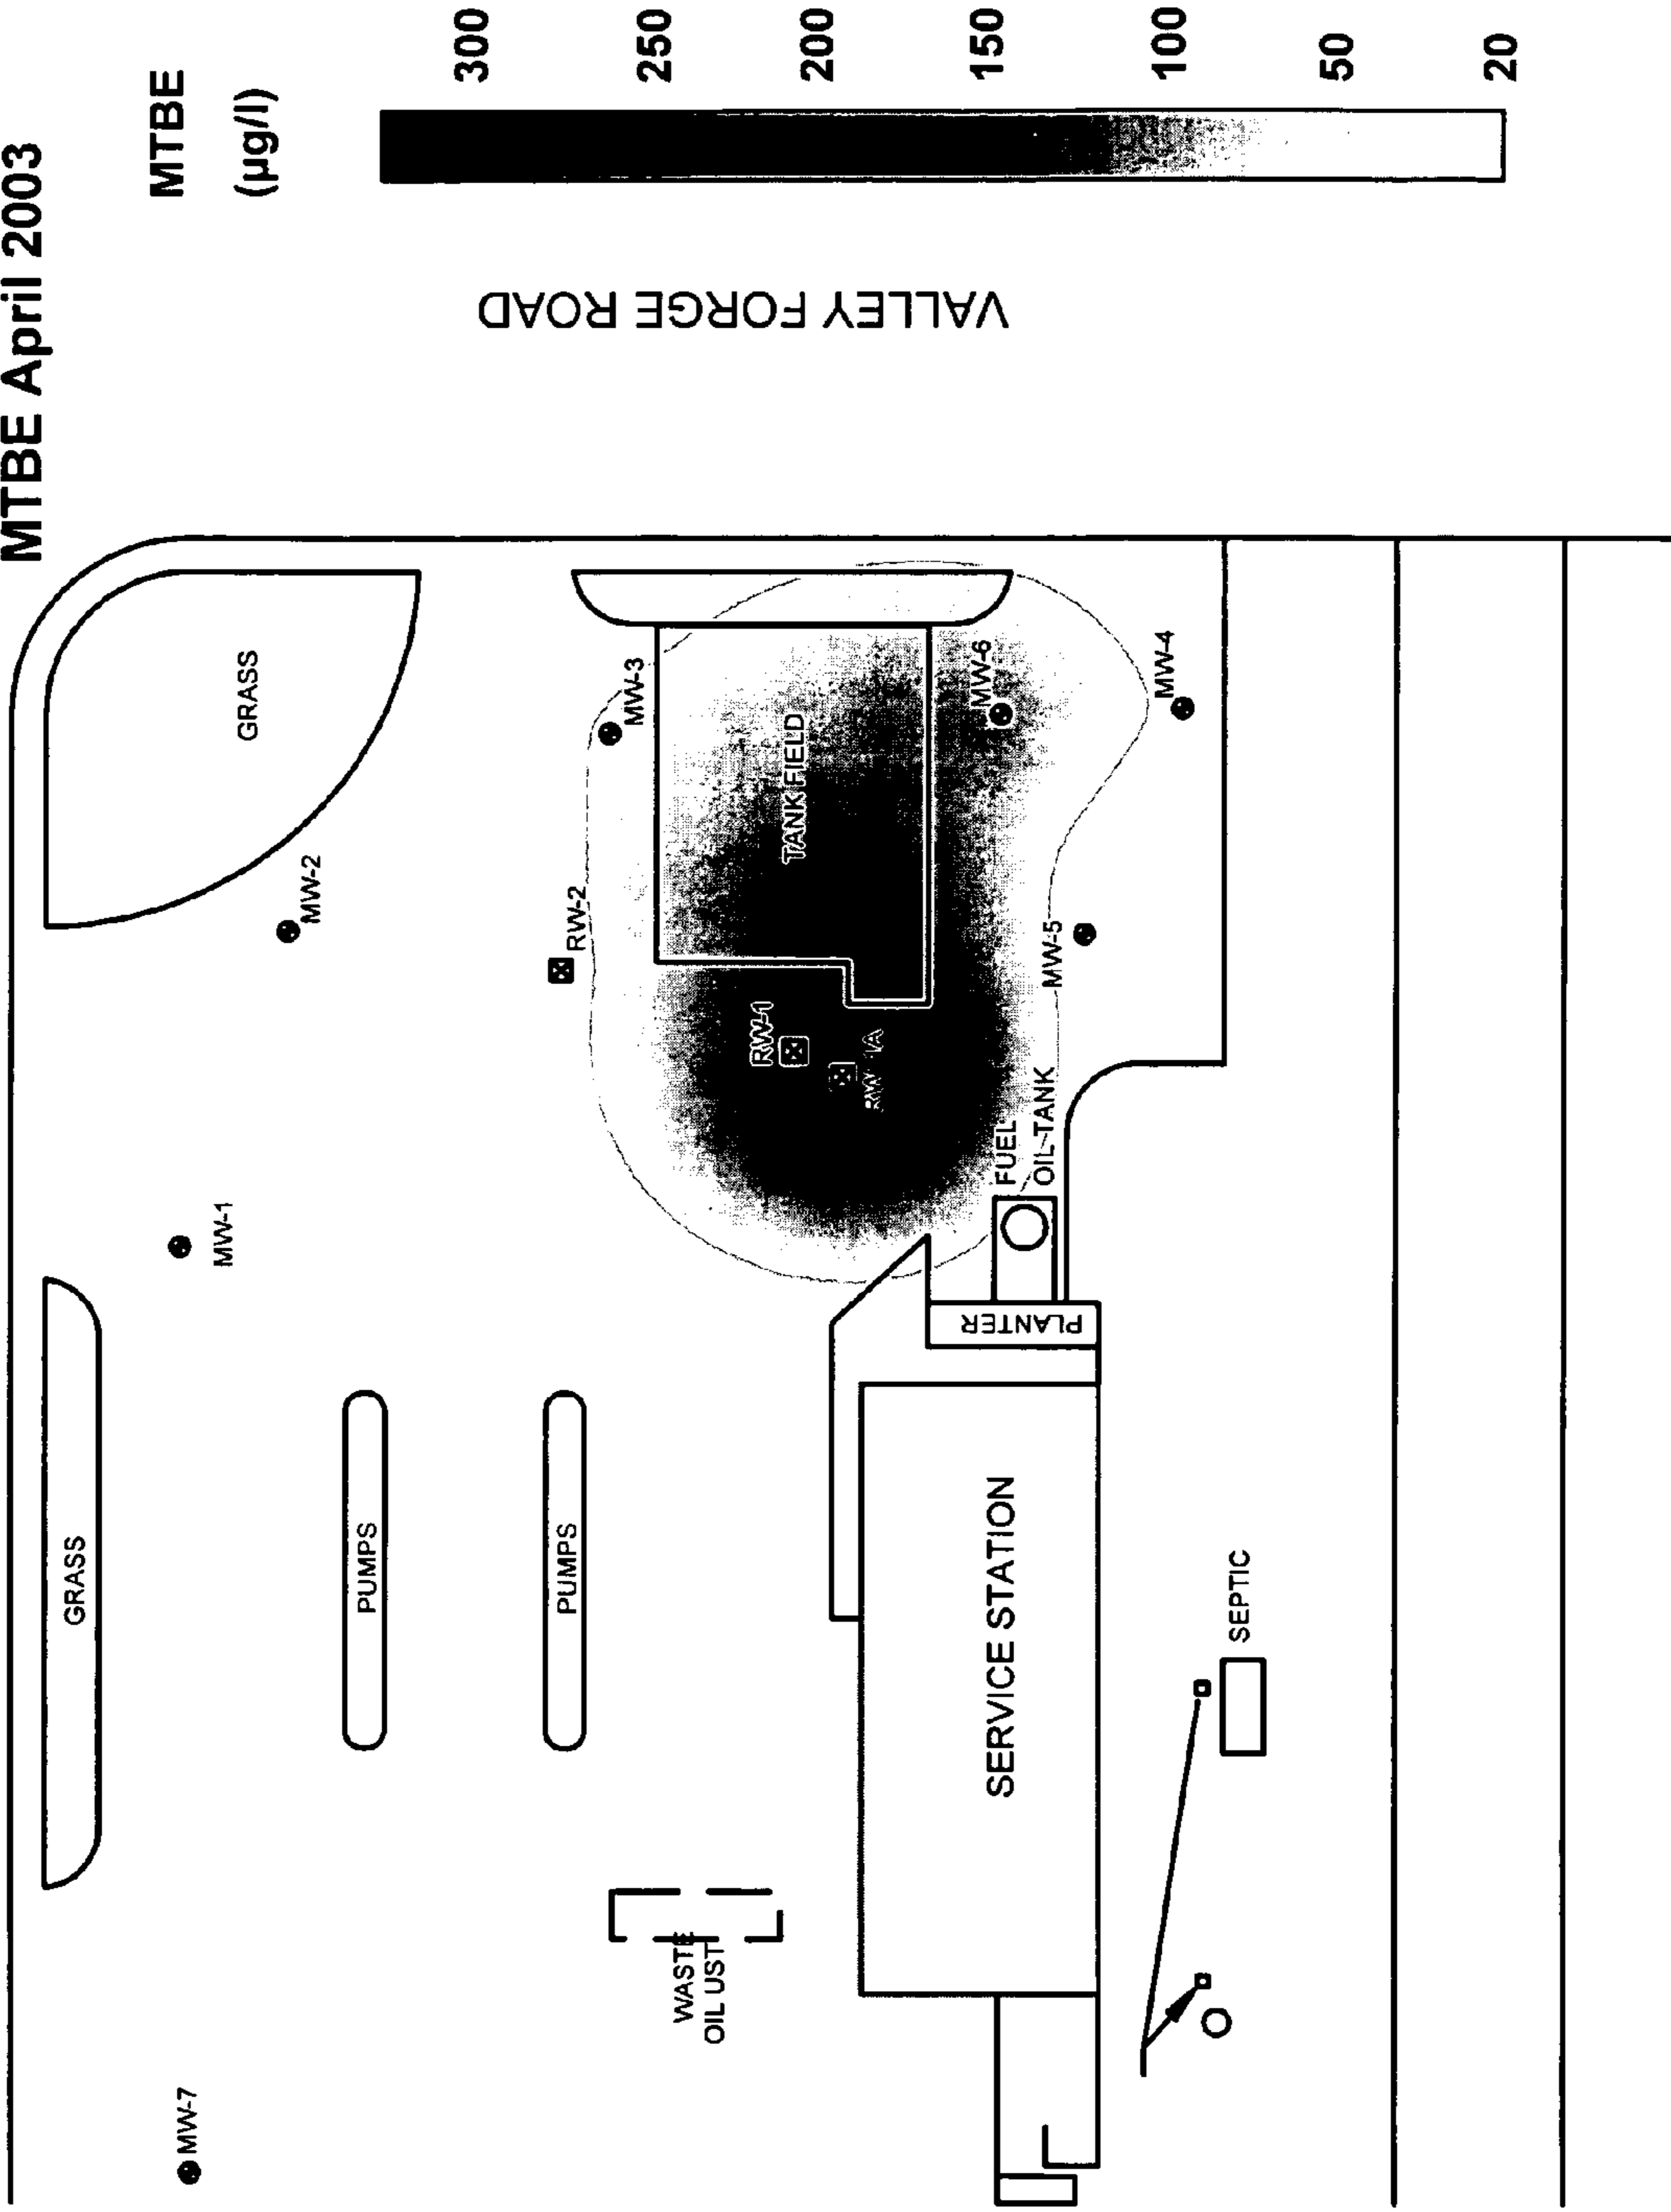 MTBE April 2003
MTBE
(µg/l)
300
250
200
150
100
50
20
VALLEY FORGE ROAD
GRASS
MW-2
RW-2
MW-3
TANK FIELD
MW-6
MW-4
MW-5
RW-1
RW-1A
FUEL
OIL TANK
MW-1
PLANTER
GRASS
PUMPS
PUMPS
SERVICE STATION
WASTE
OIL UST
SEPTIC
MW-7